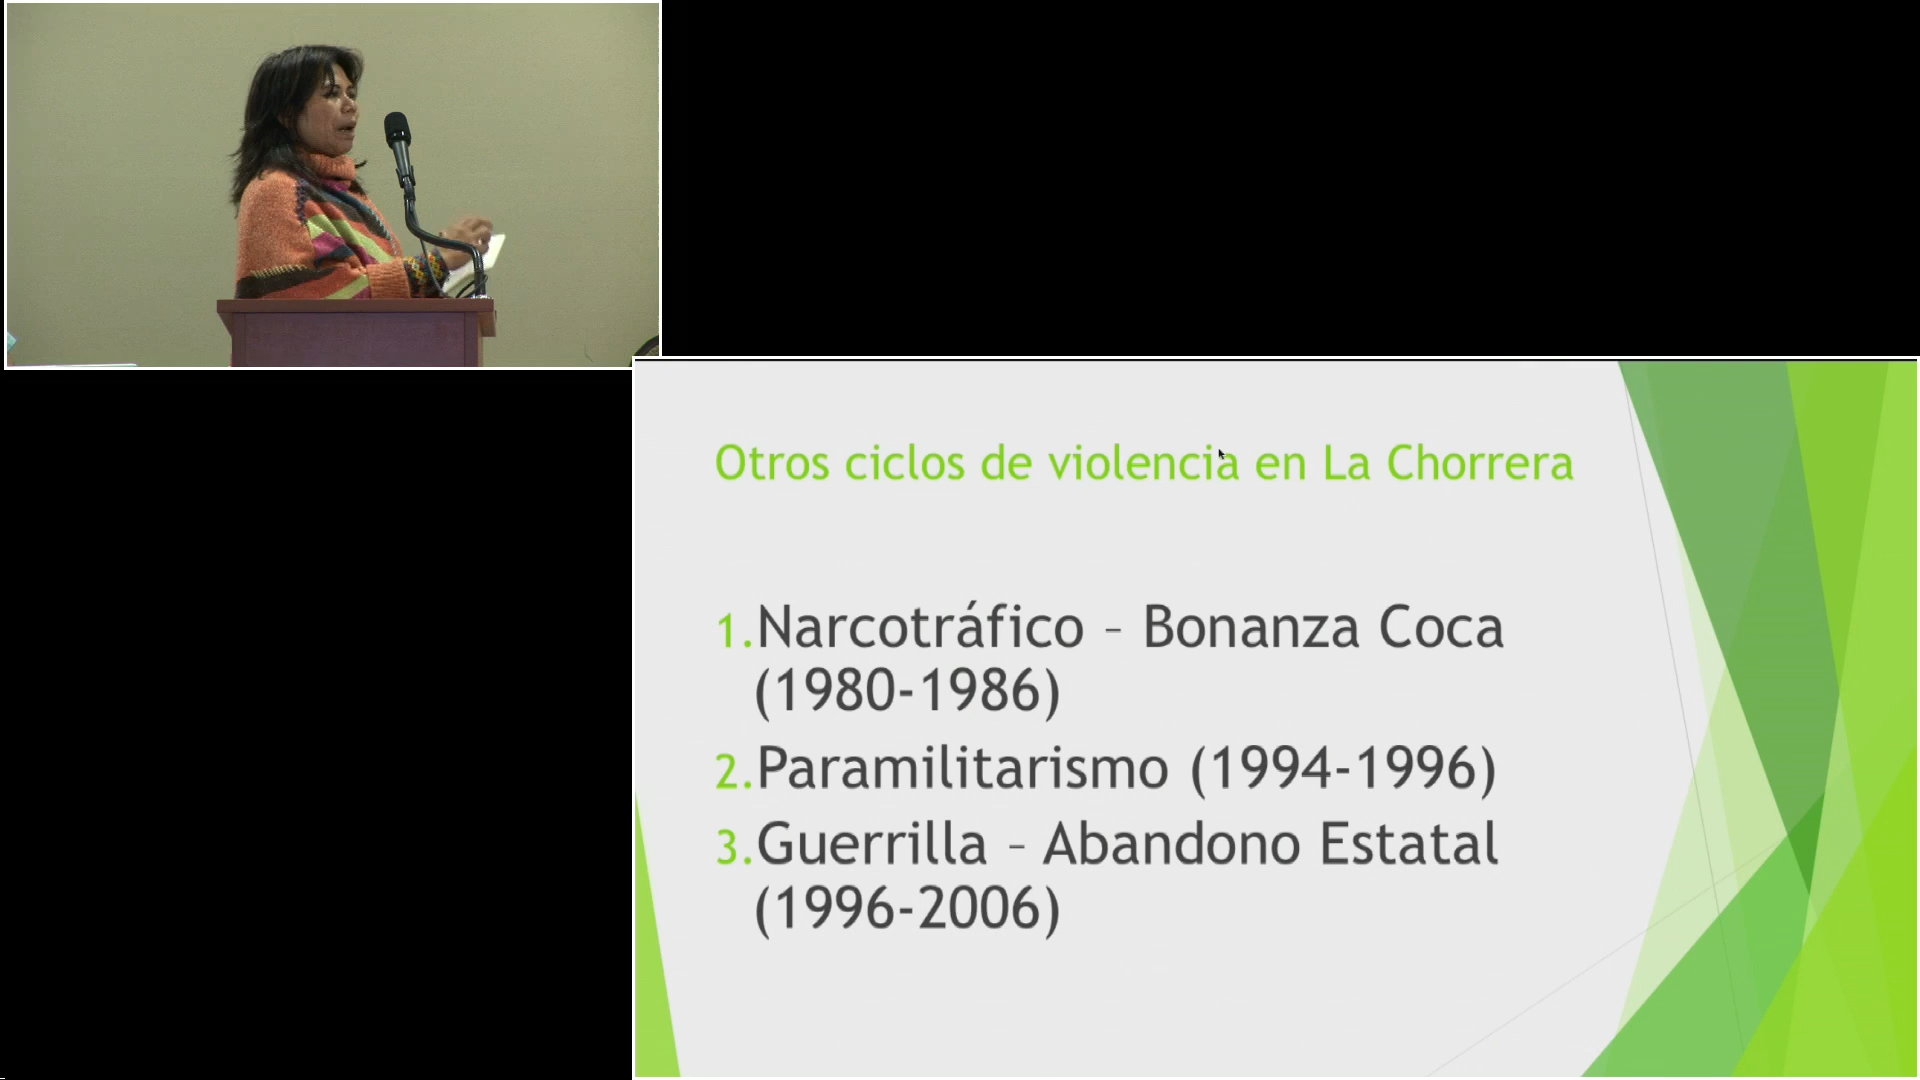 Otros ciclos de violencia en La Chorrera
1. Narcotráfico – Bonanza Coca
(1980-1986)
2. Paramilitarismo (1994-1996)
3. Guerrilla – Abandono Estatal
(1996-2006)